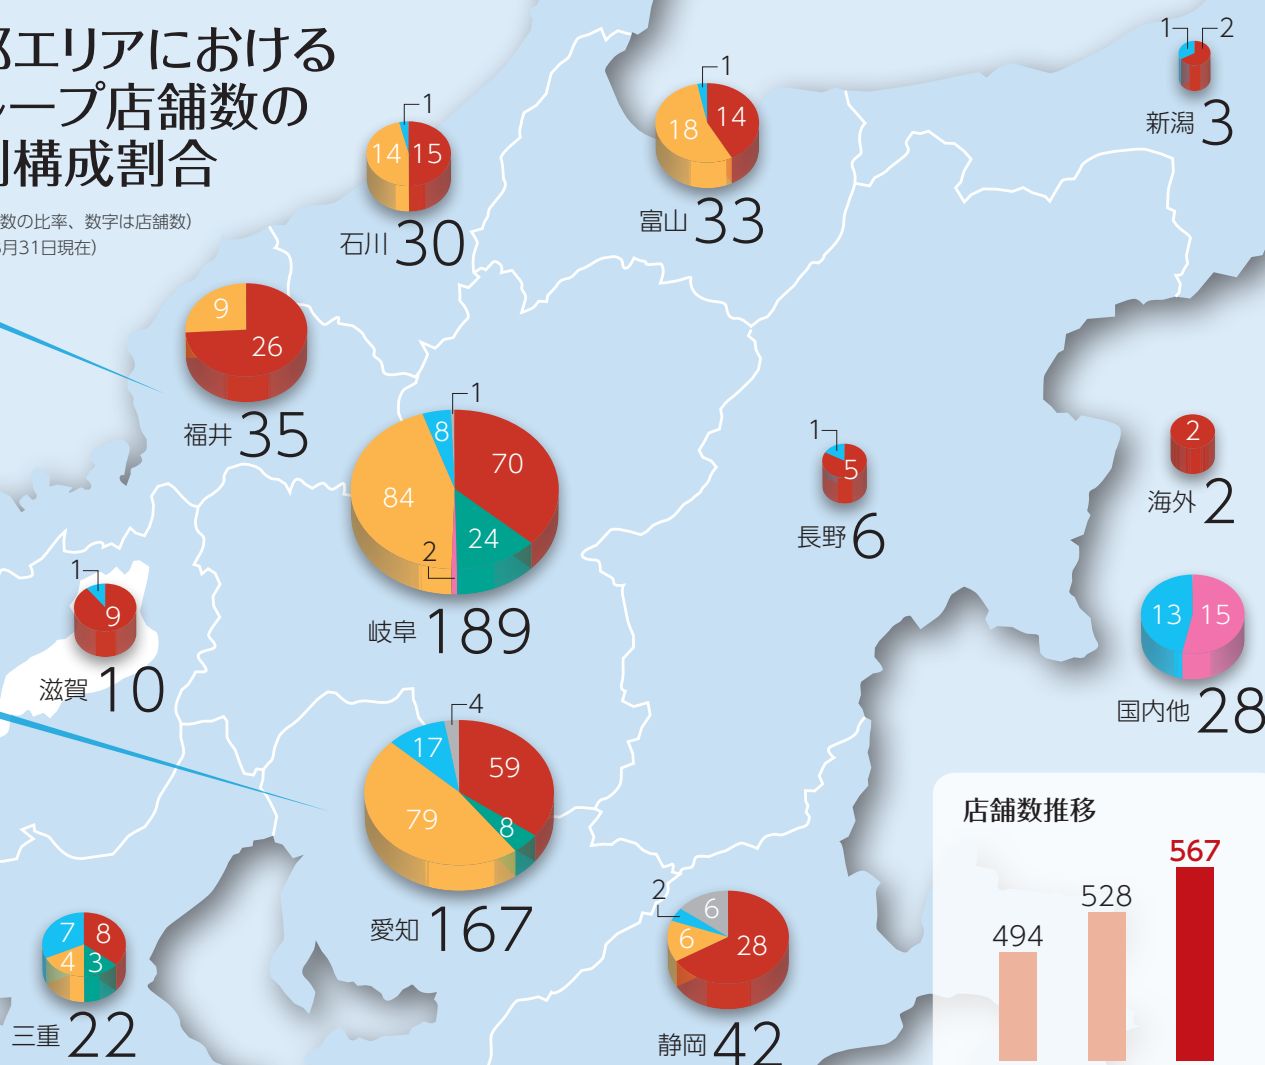 エリアにおける
ープ店舗数の
構成割合
数の比率、数字は店舗数)
月31日現在)
1
14
15
石川 30
1
18
14
富山 33
1
2
新潟 3
9
26
福井 35
1
8
70
84
24
2
岐阜 189
1
5
長野 6
2
海外 2
13
15
国内他 28
1
9
滋賀 10
4
17
59
79
8
愛知 167
7
8
4
3
三重 22
2
6
6
28
静岡 42
店舗数推移
494
528
567